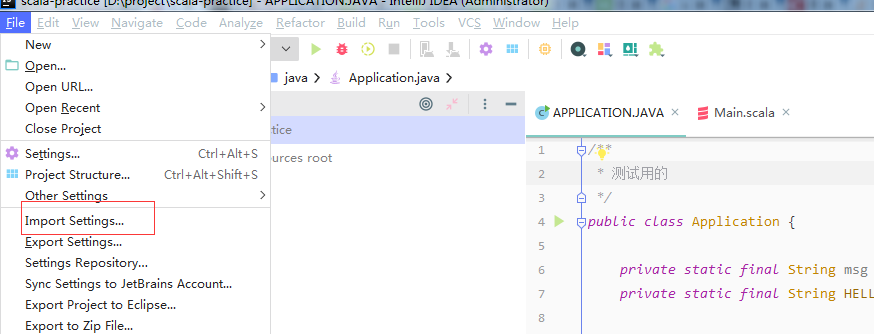 scala-practice [D:\project\scala-practice] - APPLICATION.JAVA - IntelliJ IDEA (Administrator)
File Edit View Navigate Code Analyze Refactor Build Run Tools VCS Window Help
New
Open...
Open URL...
Open Recent
Close Project
Settings... Ctrl+Alt+S
Project Structure... Ctrl+Alt+Shift+S
Other Settings
Import Settings...
Export Settings...
Settings Repository...
Sync Settings to JetBrains Account...
Export Project to Eclipse...
Export to Zip File...
java Application.java
ctice
ources root
APPLICATION.JAVA × Main.scala ×
1 /**
2 * 测试用的
3 */
4 public class Application {
5
6 private static final String msg
7 private static final String HELL
8